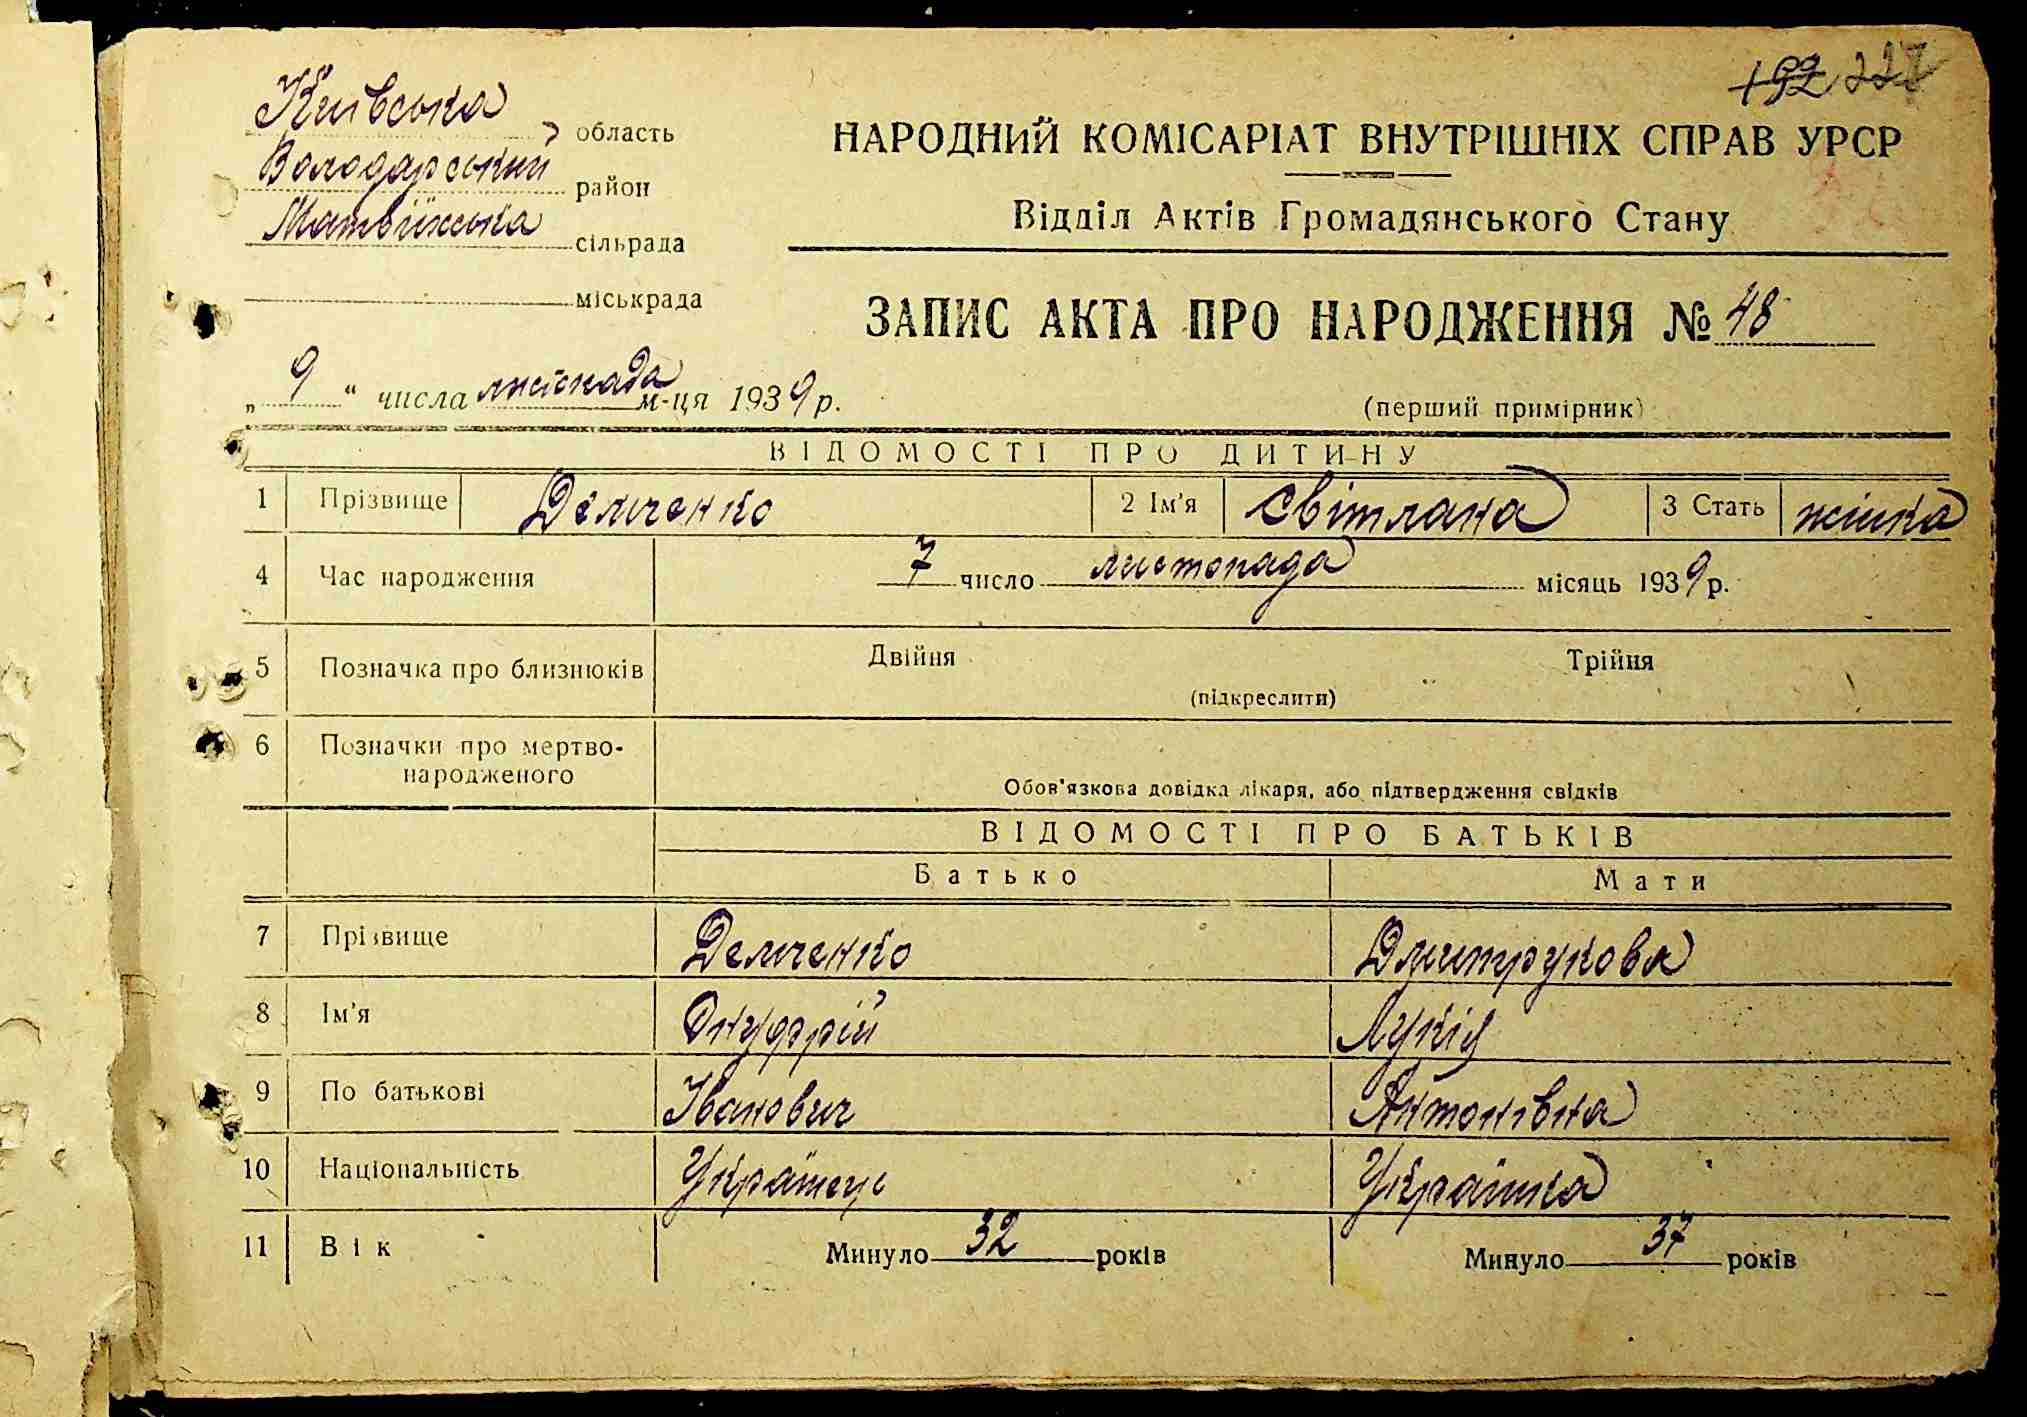 192 227
Київська область
Володарський район
Матвіїхська сільрада
міськрада
НАРОДНИЙ КОМІСАРІАТ ВНУТРІШНІХ СПРАВ УРСР
Відділ Актів Громадянського Стану
ЗАПИС АКТА ПРО НАРОДЖЕННЯ № 48
„ 9 “ числа листопада м-ця 1939 р.
(перший примірник)
ВІДОМОСТІ ПРО ДИТИНУ
1 Прізвище Демченко 2 Ім'я Світлана 3 Стать жінка
4 Час народження 7 число листопада місяць 1939 р.
5 Позначка про близнюків Двійня Трійня
(підкреслити)
6 Позначки про мертво-
народженого
Обов'язкова довідка лікаря, або підтвердження свідків
ВІДОМОСТІ ПРО БАТЬКІВ
Батько Мати
7 Прізвище Демченко Дмитрукова
8 Ім'я Онуфрій Лукія
9 По батькові Іванович Антонівна
10 Національність Українець Українка
11 Вік Минуло 32 років Минуло 37 років